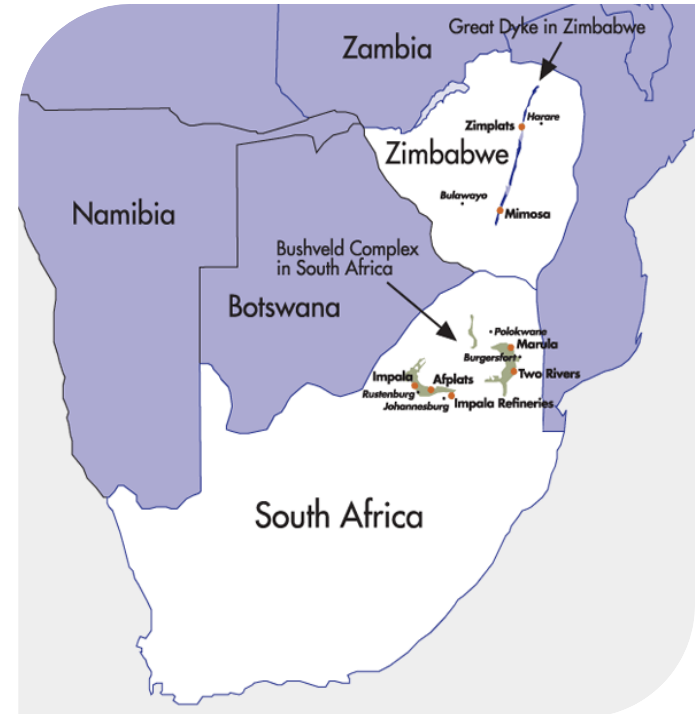 Great Dyke in Zimbabwe
Zambia
Harare
Zimplats
Zimbabwe
Bulawayo
Mimosa
Namibia
Bushveld Complex
in South Africa
Botswana
Polokwane
Marula
Burgersfort
Two Rivers
Impala
Afplats
Rustenburg
Johannesburg
Impala Refineries
South Africa